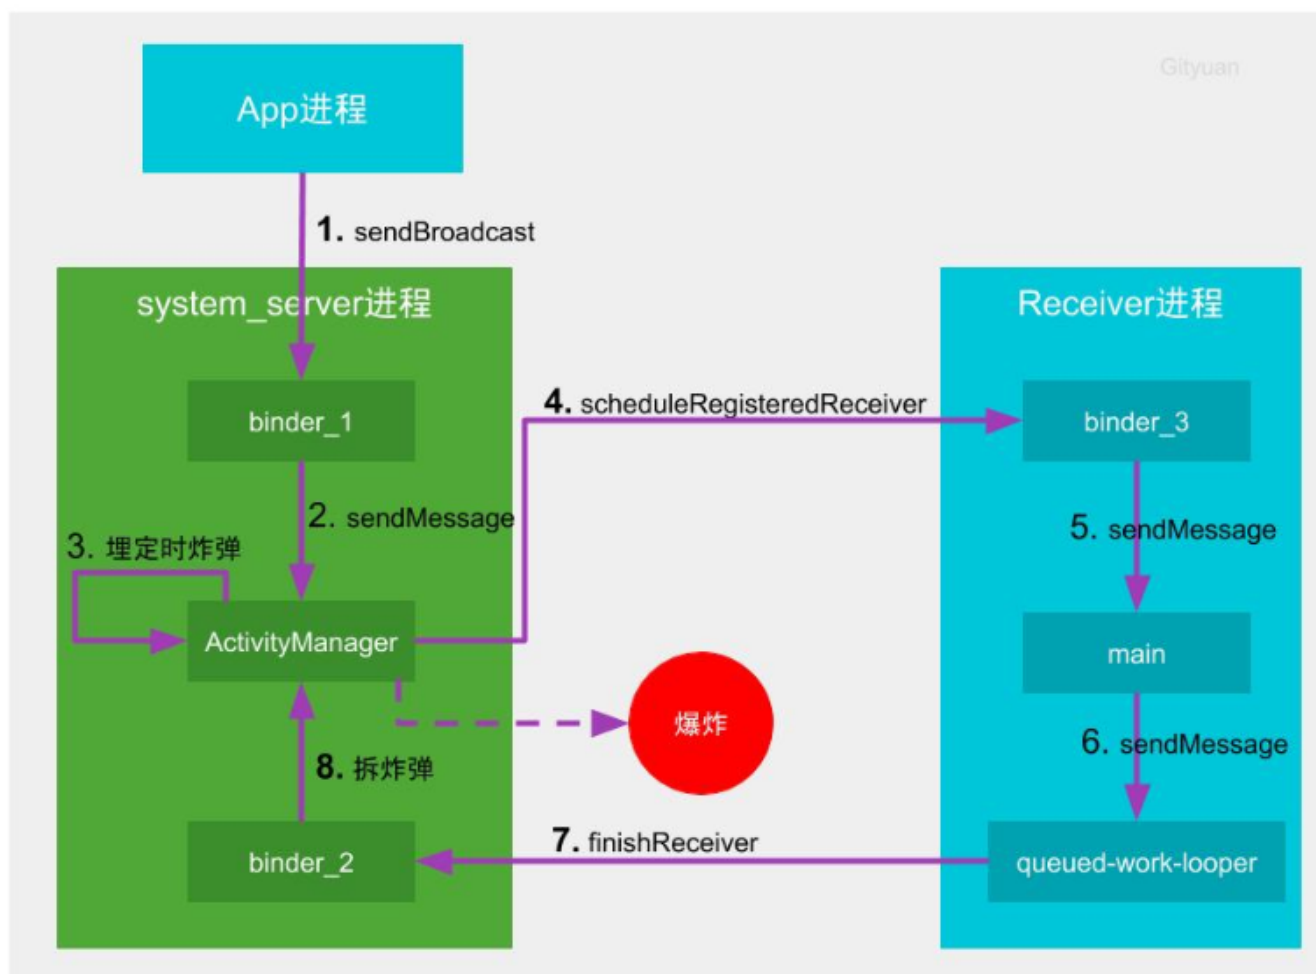 Gityuan
App进程
1. sendBroadcast
system_server进程
Receiver进程
binder_1
4. scheduleRegisteredReceiver
binder_3
2. sendMessage
5. sendMessage
3. 埋定时炸弹
ActivityManager
main
爆炸
6. sendMessage
8. 拆炸弹
7. finishReceiver
binder_2
queued-work-looper